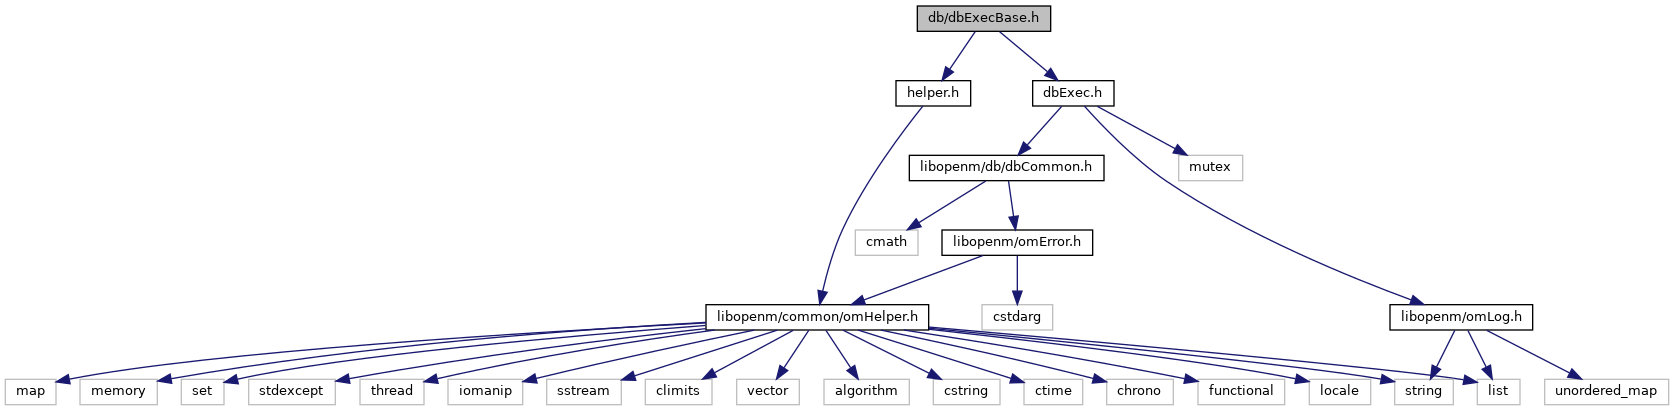 db/dbExecBase.h
helper.h
dbExec.h
libopenm/db/dbCommon.h
mutex
cmath
libopenm/omError.h
libopenm/common/omHelper.h
cstdarg
libopenm/omLog.h
map
memory
set
stdexcept
thread
iomanip
sstream
climits
vector
algorithm
cstring
ctime
chrono
functional
locale
string
list
unordered_map